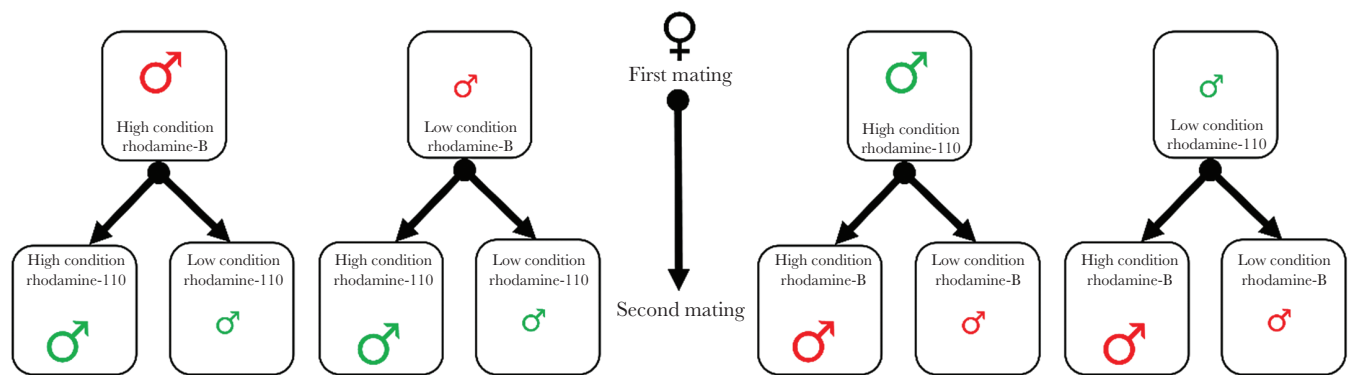 First mating
High condition
rhodamine-B
Low condition
rhodamine-B
High condition
rhodamine-110
Low condition
rhodamine-110
High condition
rhodamine-110
Low condition
rhodamine-110
High condition
rhodamine-110
Low condition
rhodamine-110
Second mating
High condition
rhodamine-B
Low condition
rhodamine-B
High condition
rhodamine-B
Low condition
rhodamine-B